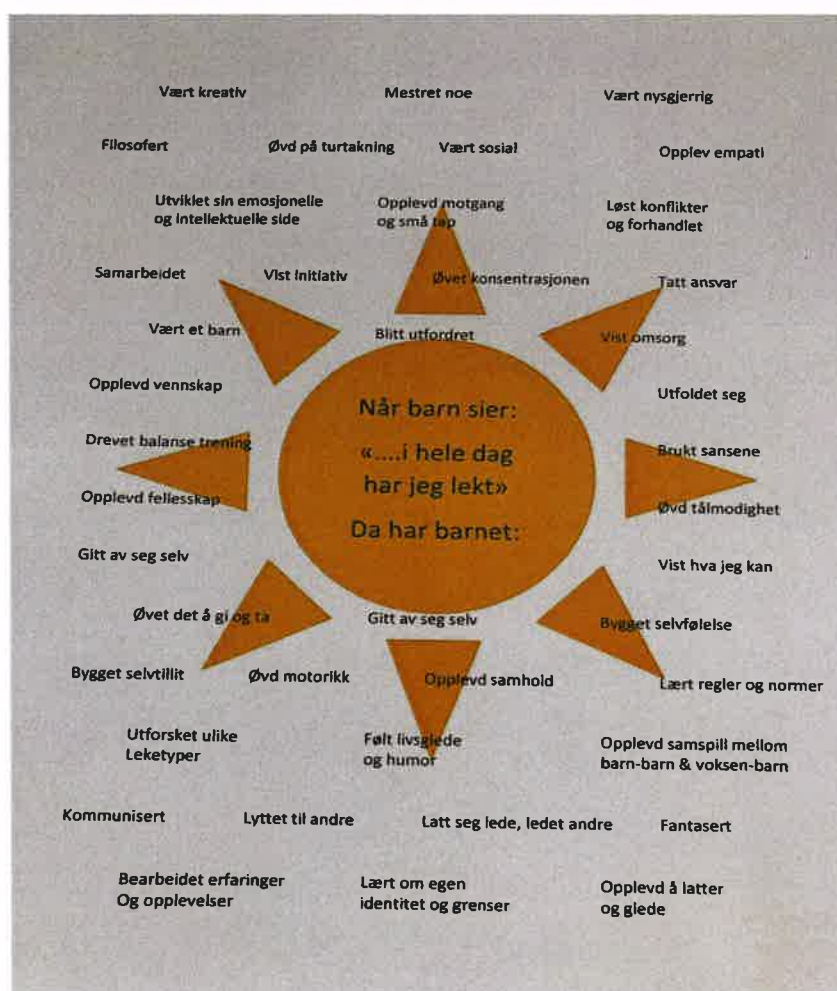 Vært kreativ
Mestret noe
Vært nysgjerrig
Filosofert
Øvd på turtakning
Vært sosial
Opplev empati
Utviklet sin emosjonelle
og intellektuelle side
Opplevd motgang
og små tap
Løst konflikter
og forhandlet
Samarbeidet
Vist initiativ
Øvet konsentrasjonen
Tatt ansvar
Vært et barn
Blitt utfordret
Vist omsorg
Opplevd vennskap
Utfoldet seg
Når barn sier:
«....i hele dag
har jeg lekt»
Da har barnet:
Drevet balanse trening
Brukt sansene
Opplevd fellesskap
Øvd tålmodighet
Gitt av seg selv
Vist hva jeg kan
Øvet det å gi og ta
Gitt av seg selv
Bygget selvfølelse
Bygget selvtillit
Øvd motorikk
Opplevd samhold
Lært regler og normer
Utforsket ulike
Leketyper
Følt livsglede
og humor
Opplevd samspill mellom
barn-barn & voksen-barn
Kommunisert
Lyttet til andre
Latt seg lede, ledet andre
Fantasert
Bearbeidet erfaringer
Og opplevelser
Lært om egen
identitet og grenser
Opplevd å latter
og glede